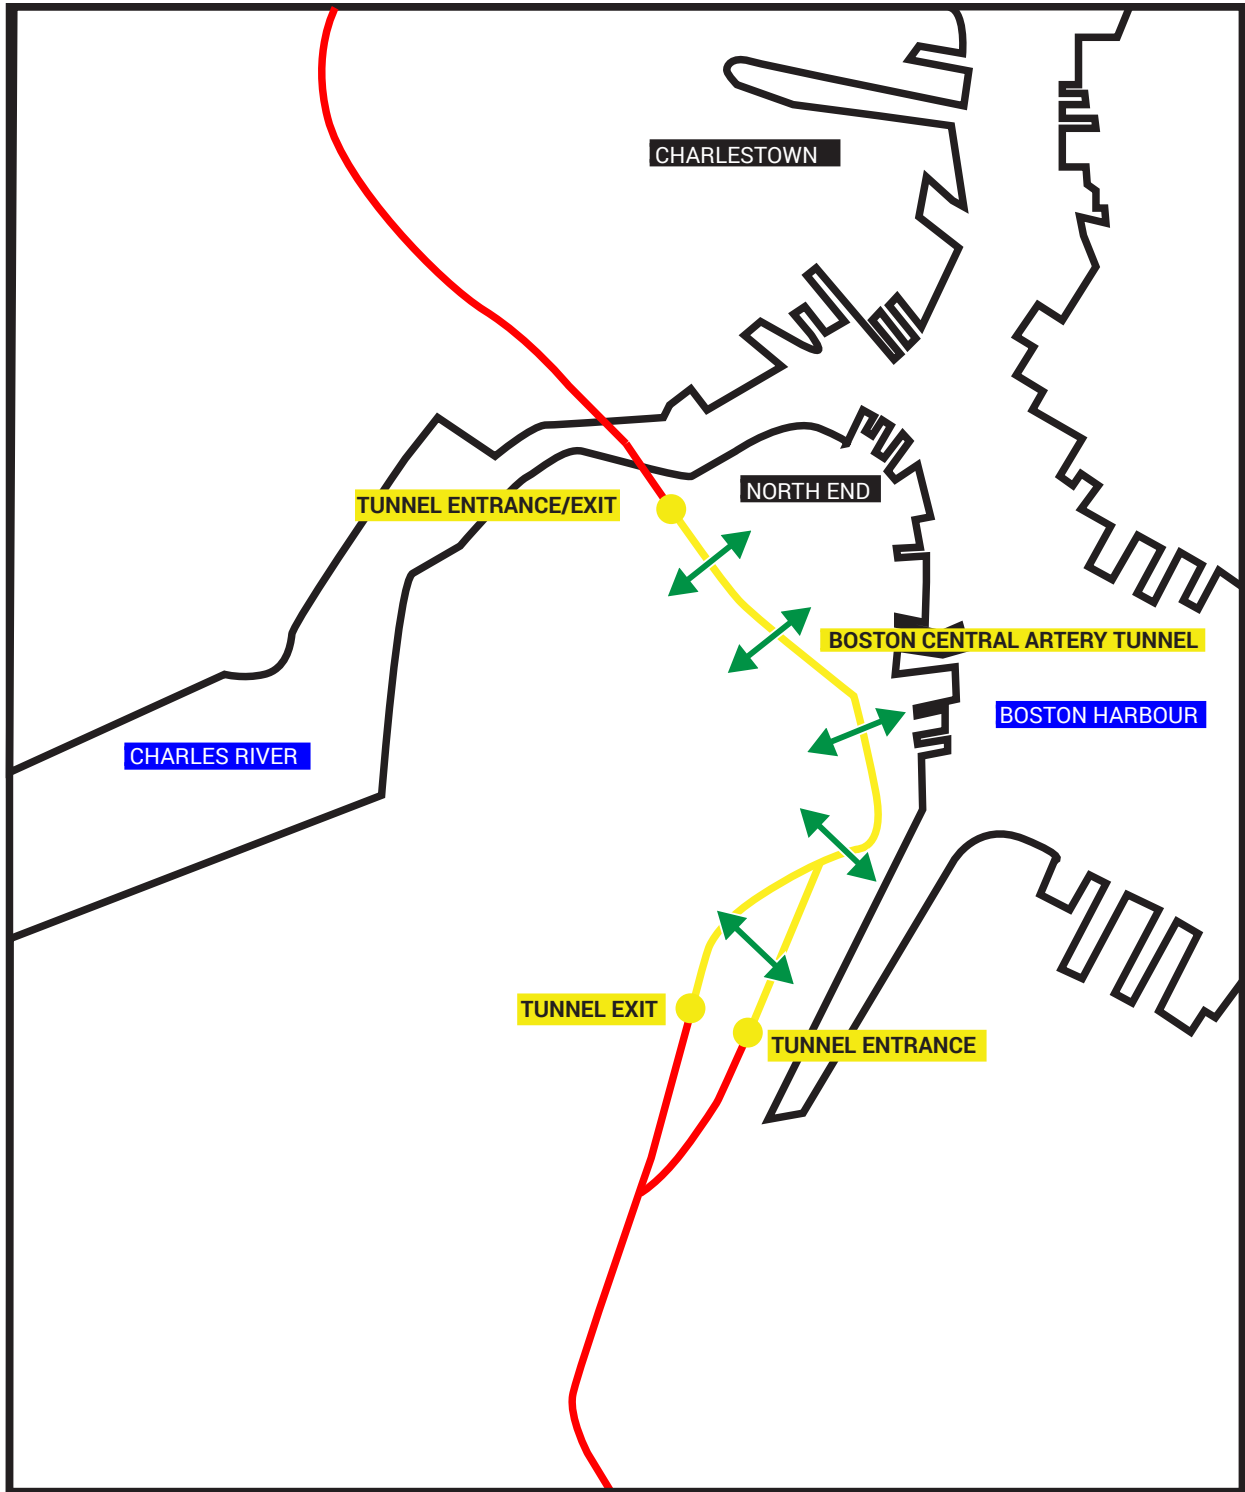 CHARLESTOWN
NORTH END
TUNNEL ENTRANCE/EXIT
BOSTON CENTRAL ARTERY TUNNEL
BOSTON HARBOUR
CHARLES RIVER
TUNNEL EXIT
TUNNEL ENTRANCE